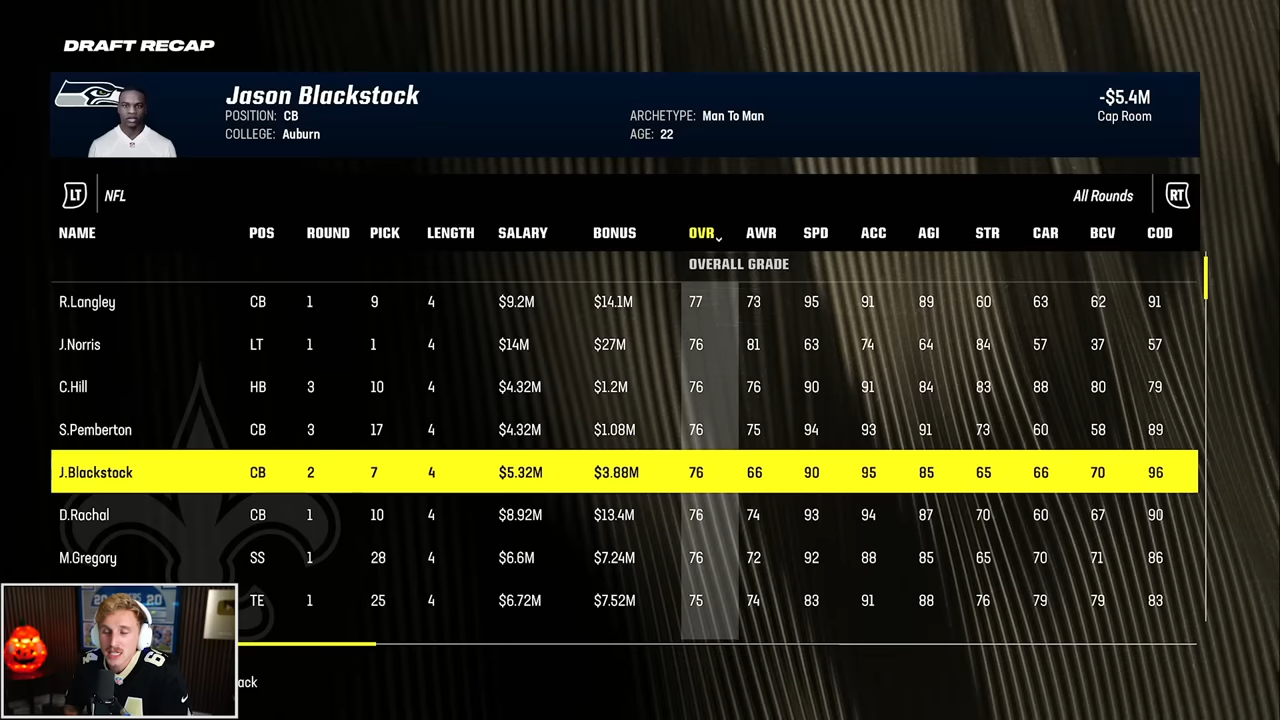 DRAFT RECAP
Jason Blackstock
POSITION: CB
COLLEGE: Auburn
ARCHETYPE: Man To Man
AGE: 22
-$5.4M
Cap Room
LT NFL
All Rounds RT
NAME POS ROUND PICK LENGTH SALARY BONUS OVR AWR SPD ACC AGI STR CAR BCV COD
OVERALL GRADE
R.Langley CB 1 9 4 $9.2M $14.1M 77 73 95 91 89 60 63 62 91
J.Norris LT 1 1 4 $14M $27M 76 81 63 74 64 84 57 37 57
C.Hill HB 3 10 4 $4.32M $1.2M 76 76 90 91 84 83 88 80 79
S.Pemberton CB 3 17 4 $4.32M $1.08M 76 75 94 93 91 73 60 58 89
J.Blackstock CB 2 7 4 $5.32M $3.88M 76 66 90 95 85 65 66 70 96
D.Rachal CB 1 10 4 $8.92M $13.4M 76 74 93 94 87 70 60 67 90
M.Gregory SS 1 28 4 $6.6M $7.24M 76 72 92 88 85 65 70 71 86
TE 1 25 4 $6.72M $7.52M 75 74 83 91 88 76 79 79 83